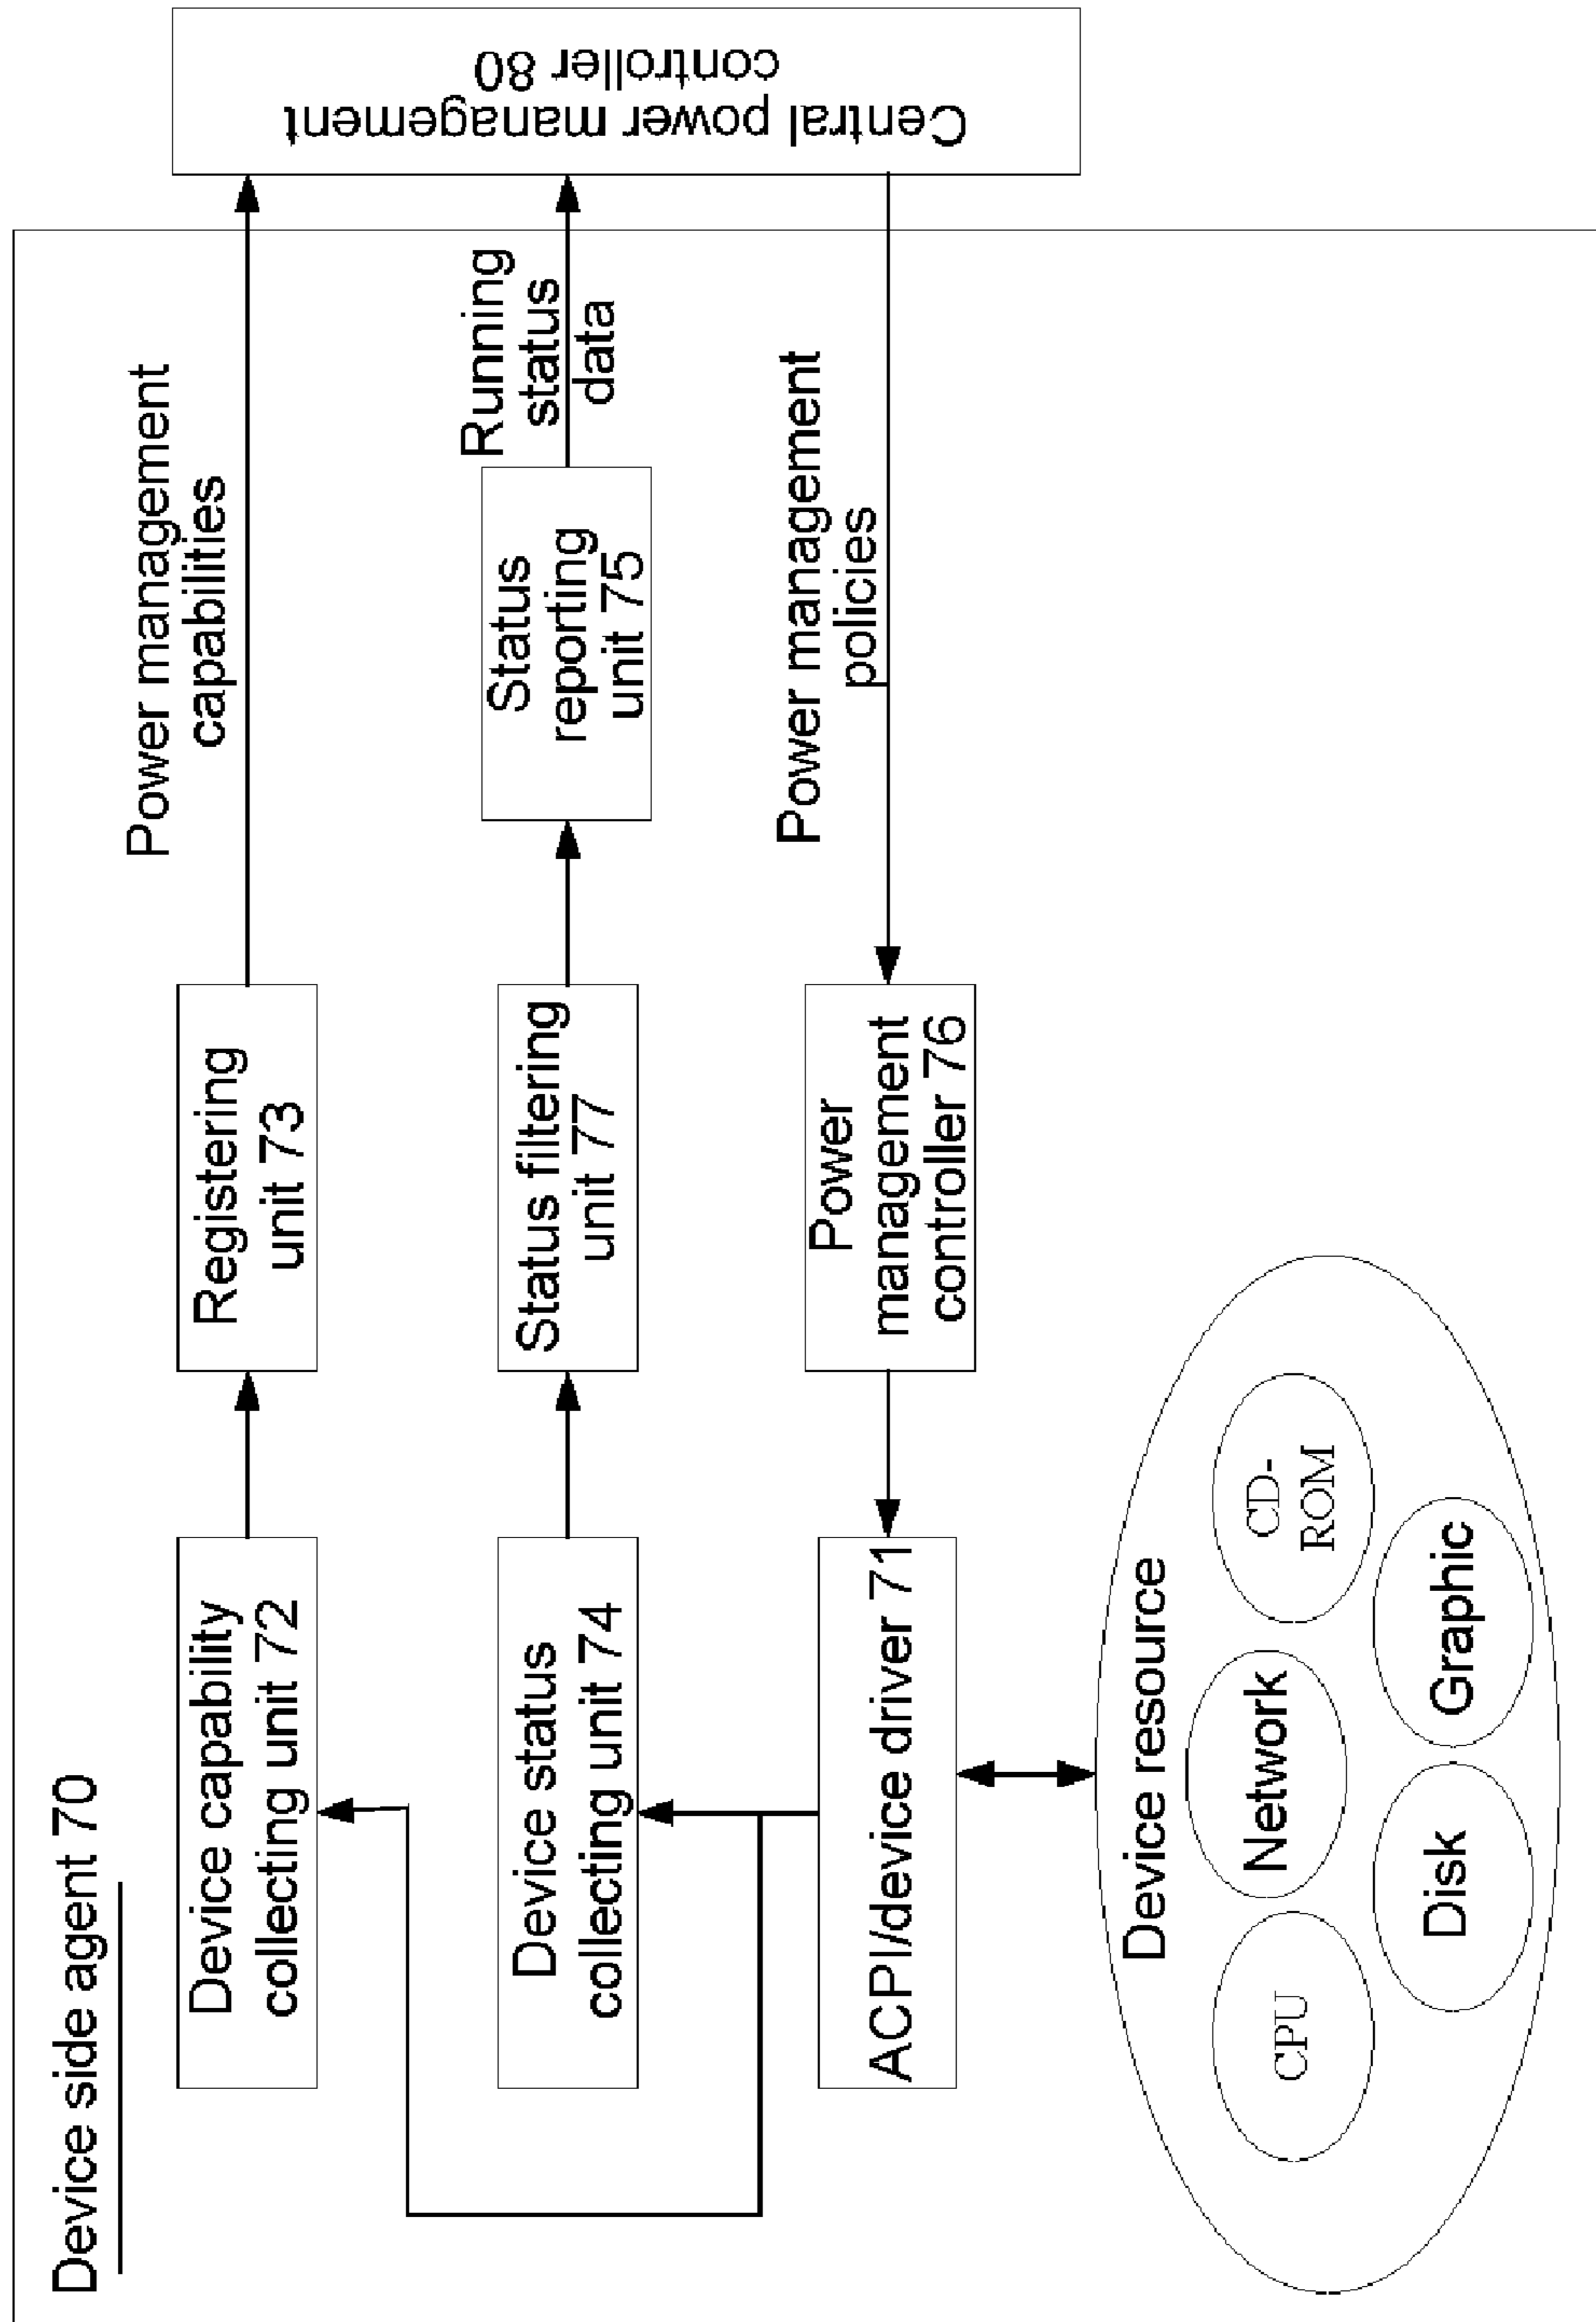 Device side agent 70
Device capability
collecting unit 72
Registering
unit 73
Power management
capabilities
Central power management
controller 80
Device status
collecting unit 74
Status filtering
unit 77
Status
reporting
unit 75
Running
status
data
ACPI/device driver 71
Power
management
controller 76
Power management
policies
Device resource
CPU
Network
CD-
ROM
Disk
Graphic